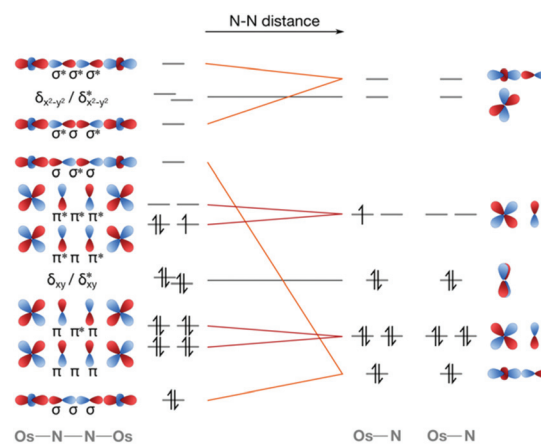 N-N distance
σ* σ* σ*
δx²-y² / δ*x²-y²
σ* σ σ*
σ* σ σ
π* π* π*
π* π π*
δxy / δ*xy
π π* π
π π π
σ σ σ
Os—N—N—Os
Os—N Os—N